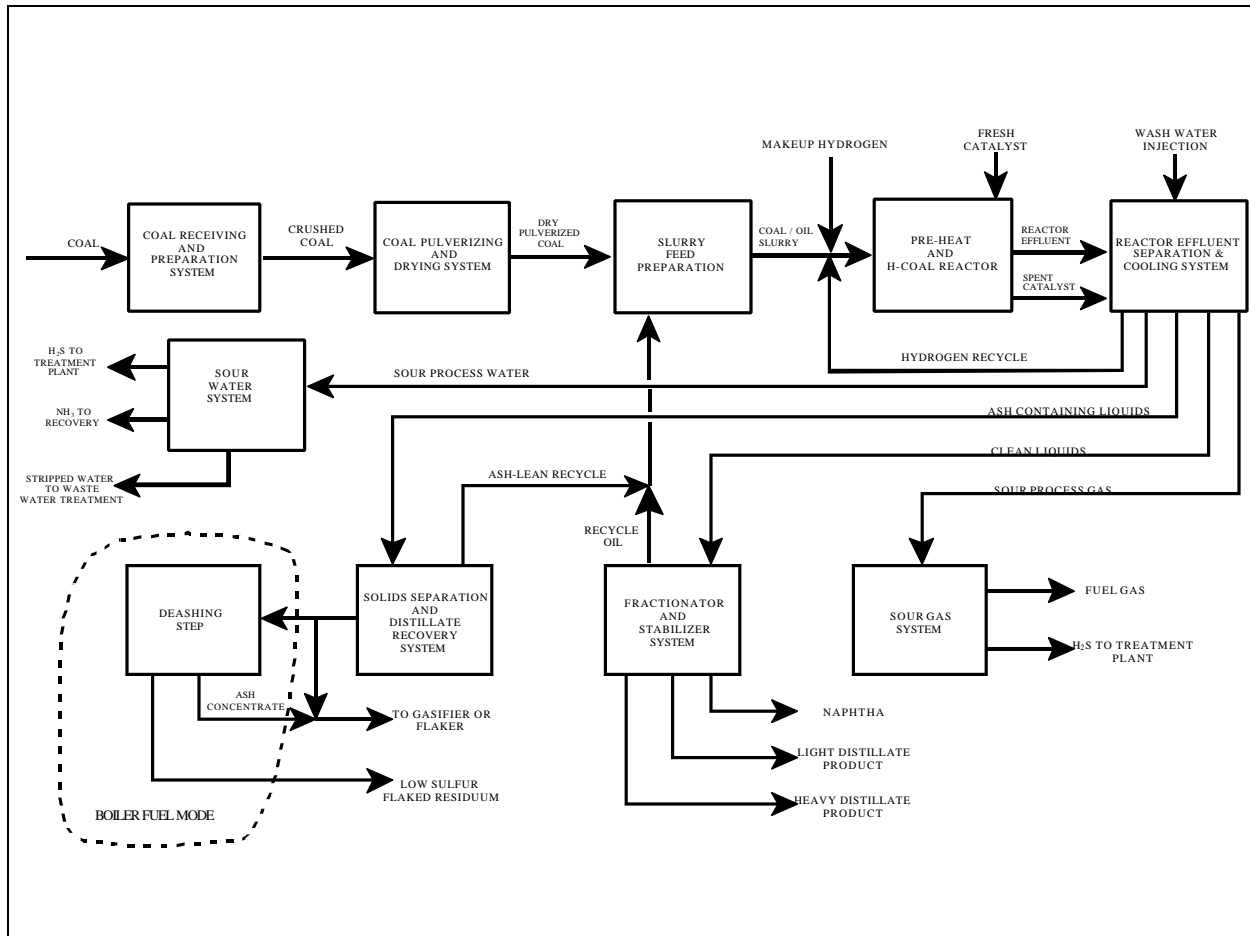 MAKEUP HYDROGEN
FRESH
CATALYST
WASH WATER
INJECTION
COAL
COAL RECEIVING
AND
PREPARATION
SYSTEM
CRUSHED
COAL
COAL PULVERIZING
AND
DRYING SYSTEM
DRY
PULVERIZED
COAL
SLURRY
FEED
PREPARATION
COAL / OIL
SLURRY
PRE-HEAT
AND
H-COAL REACTOR
REACTOR
EFFLUENT
SPENT
CATALYST
REACTOR EFFLUENT
SEPARATION &
COOLING SYSTEM
HYDROGEN RECYCLE
H₂S TO
TREATMENT
PLANT
NH₃ TO
RECOVERY
STRIPPED WATER
TO WASTE
WATER TREATMENT
SOUR
WATER
SYSTEM
SOUR PROCESS WATER
ASH CONTAINING LIQUIDS
CLEAN LIQUIDS
SOUR PROCESS GAS
ASH-LEAN RECYCLE
RECYCLE
OIL
DEASHING
STEP
SOLIDS SEPARATION
AND
DISTILLATE
RECOVERY
SYSTEM
FRACTIONATOR
AND
STABILIZER
SYSTEM
SOUR GAS
SYSTEM
FUEL GAS
H₂S TO TREATMENT
PLANT
ASH
CONCENTRATE
TO GASIFIER OR
FLAKER
LOW SULFUR
FLAKED RESIDUUM
BOILER FUEL MODE
NAPHTHA
LIGHT DISTILLATE
PRODUCT
HEAVY DISTILLATE
PRODUCT